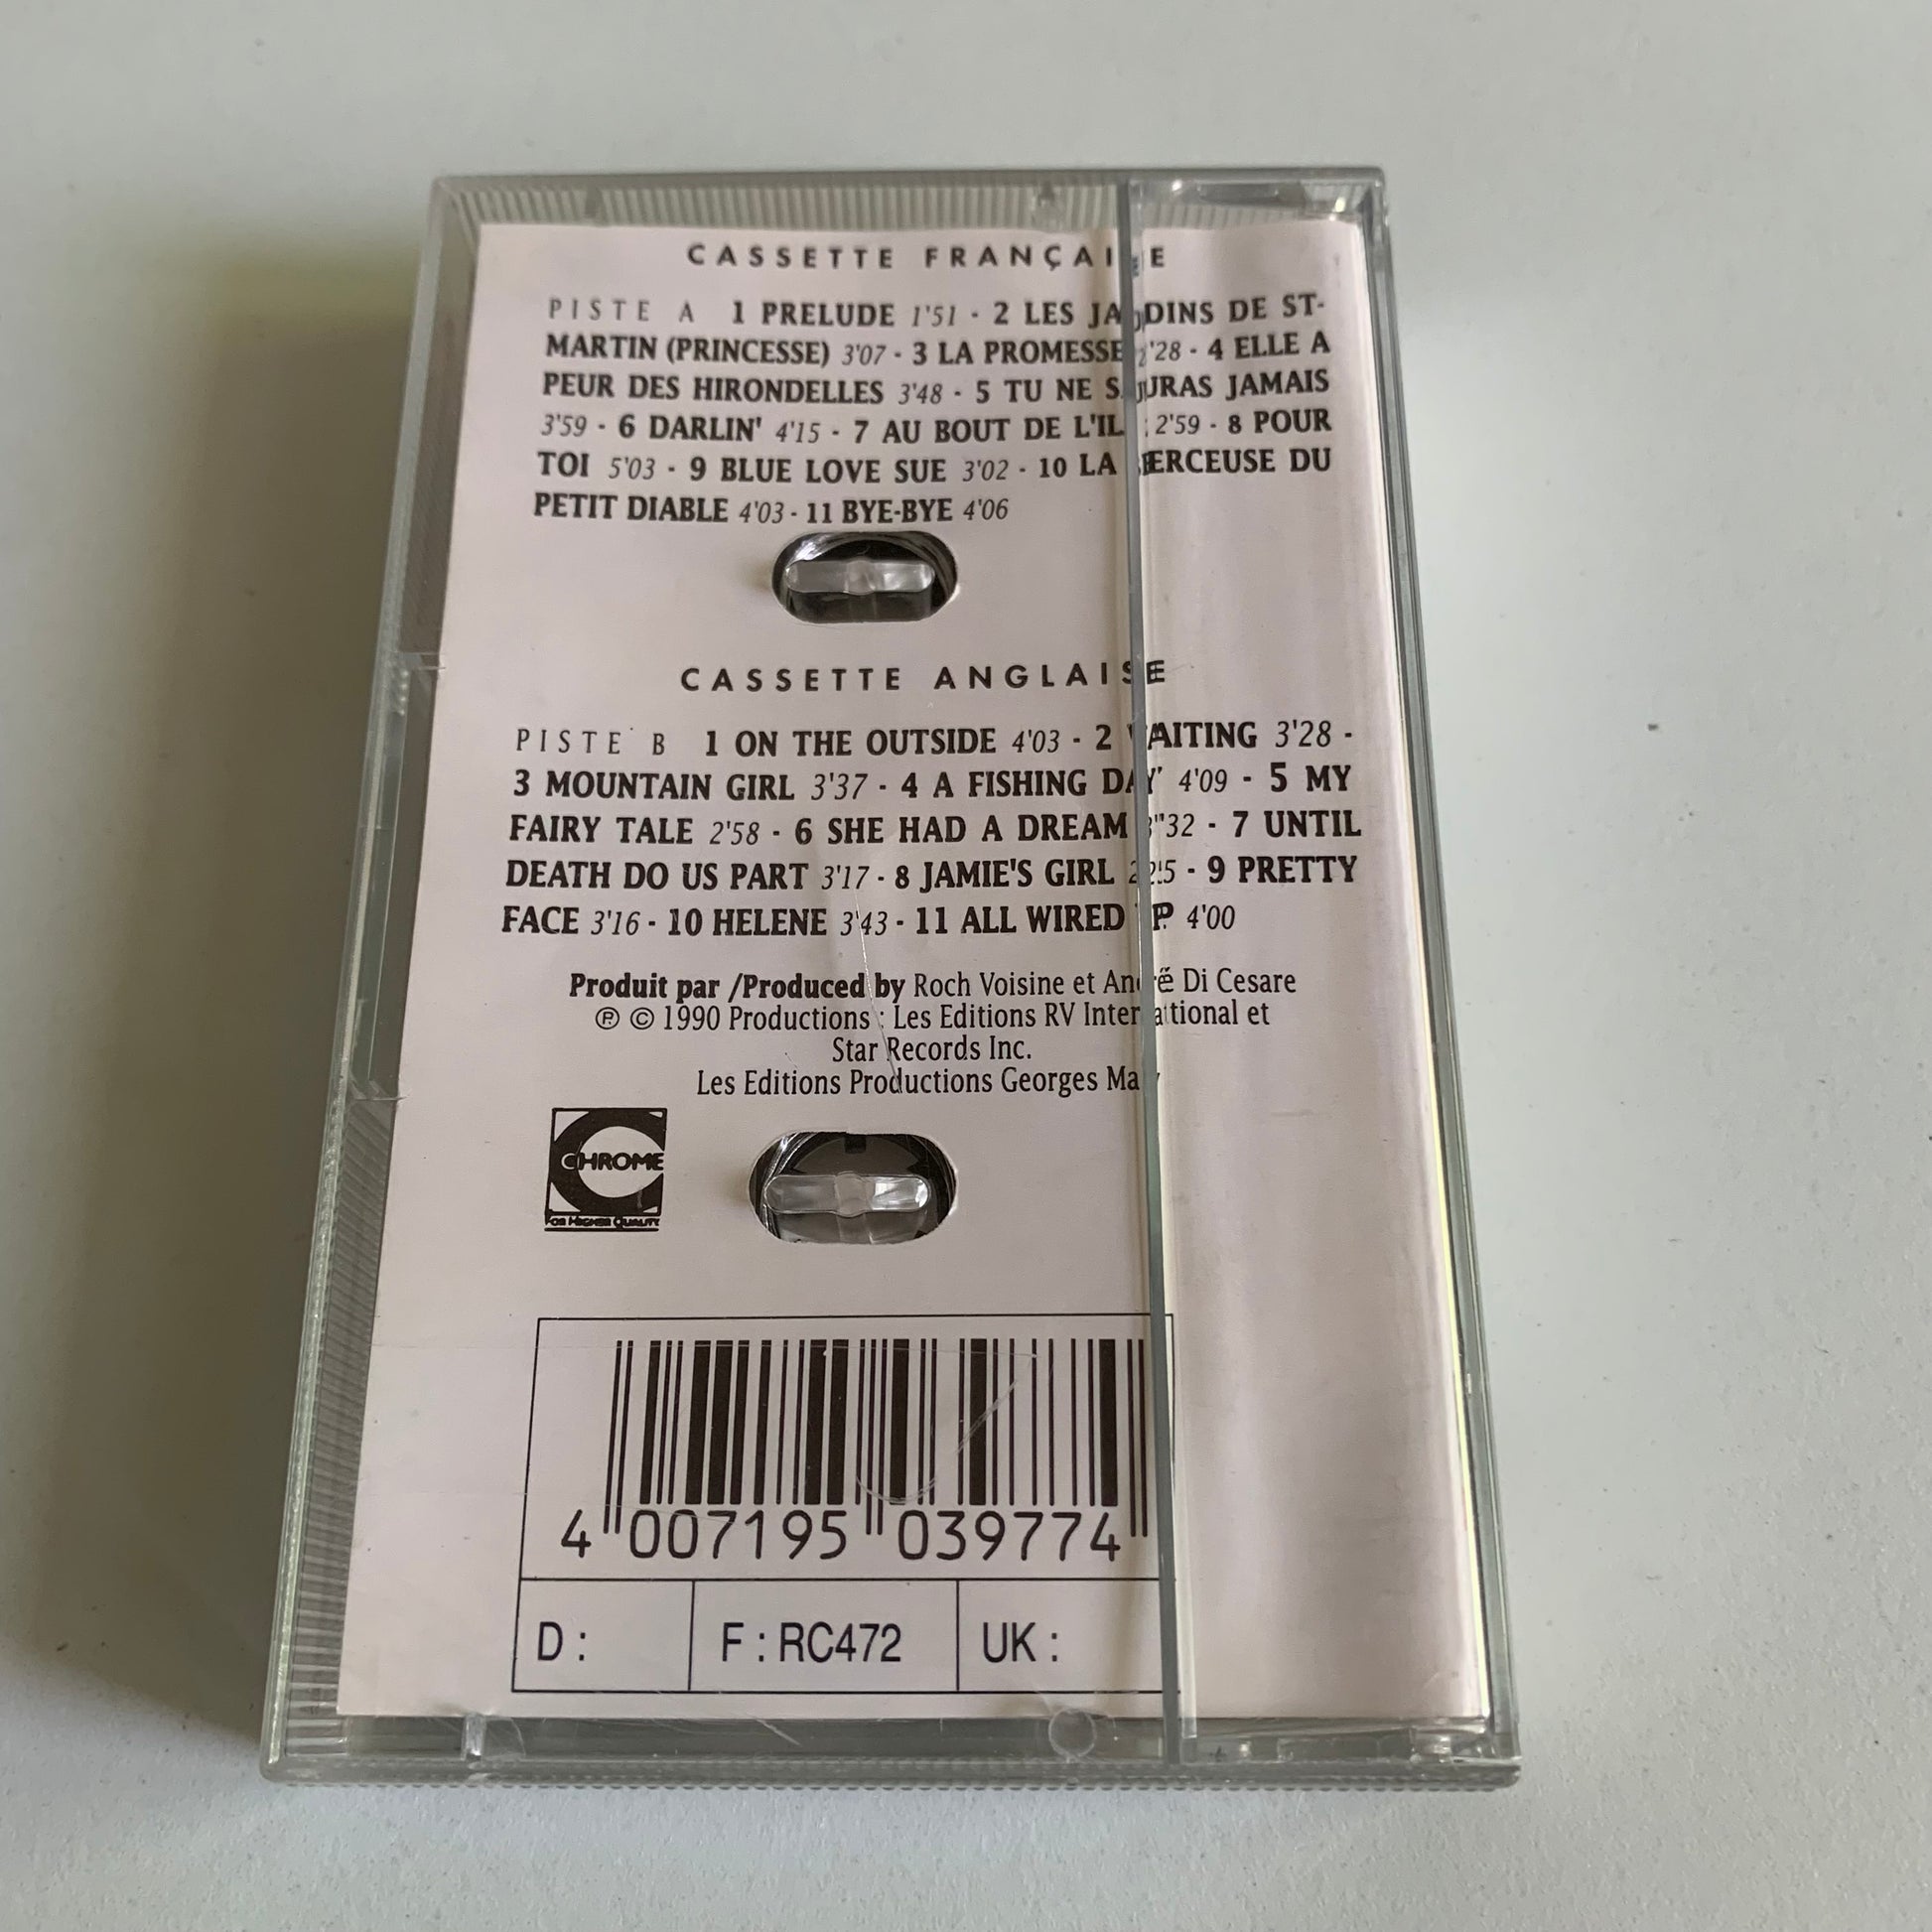 CASSETTE FRANÇAISE
PISTE A 1 PRELUDE 1'51 - 2 LES JARDINS DE ST-
MARTIN (PRINCESSE) 3'07 - 3 LA PROMESSE '28 - 4 ELLE A
PEUR DES HIRONDELLES 3'48 - 5 TU NE SAURAS JAMAIS
3'59 - 6 DARLIN' 4'15 - 7 AU BOUT DE L'ILE 2'59 - 8 POUR
TOI 5'03 - 9 BLUE LOVE SUE 3'02 - 10 LA BERCEUSE DU
PETIT DIABLE 4'03 - 11 BYE-BYE 4'06
CASSETTE ANGLAISE
PISTE B 1 ON THE OUTSIDE 4'03 - 2 WAITING 3'28 -
3 MOUNTAIN GIRL 3'37 - 4 A FISHING DAY 4'09 - 5 MY
FAIRY TALE 2'58 - 6 SHE HAD A DREAM 3'32 - 7 UNTIL
DEATH DO US PART 3'17 - 8 JAMIE'S GIRL - 9 PRETTY
FACE 3'16 - 10 HELENE 3'43 - 11 ALL WIRED UP 4'00
Produit par /Produced by Roch Voisine et André Di Cesare
℗ © 1990 Productions : Les Editions RV International et
Star Records Inc.
Les Editions Productions Georges Mary
CHROME
FOR HIGHER QUALITY
4 007195 039774
D : F : RC472 UK :